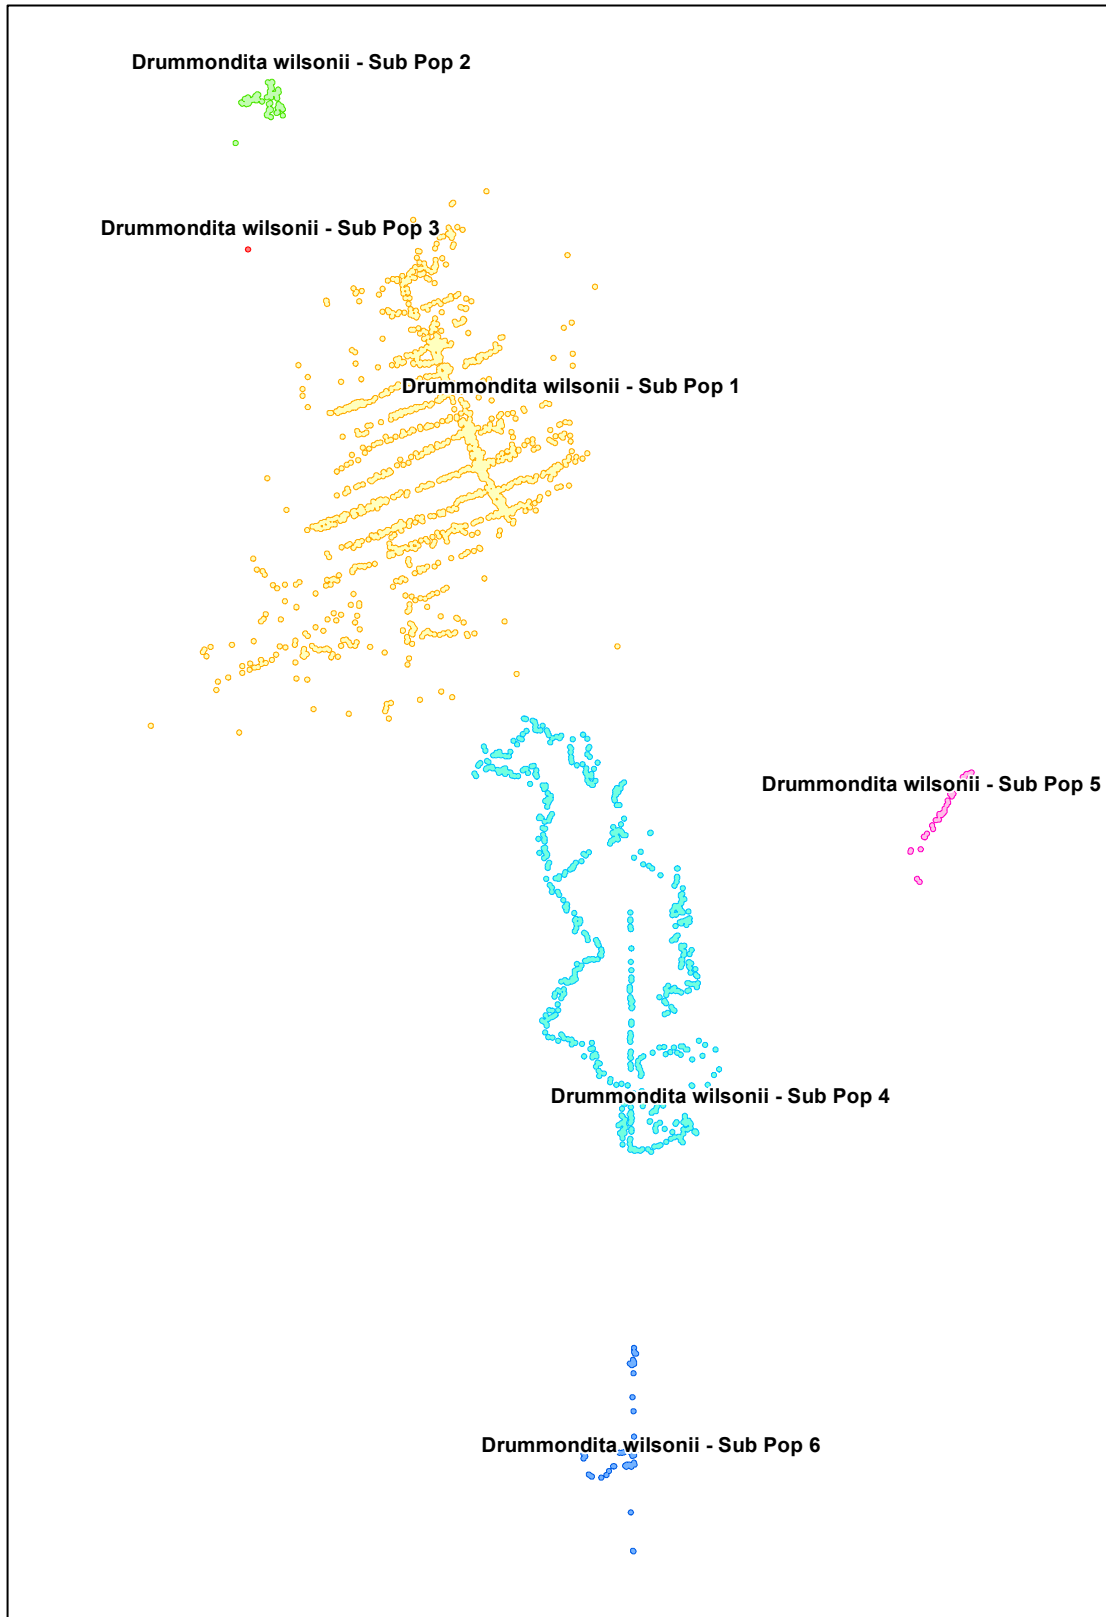 Drummondita wilsonii - Sub Pop 2
Drummondita wilsonii - Sub Pop 3
Drummondita wilsonii - Sub Pop 1
Drummondita wilsonii - Sub Pop 5
Drummondita wilsonii - Sub Pop 4
Drummondita wilsonii - Sub Pop 6